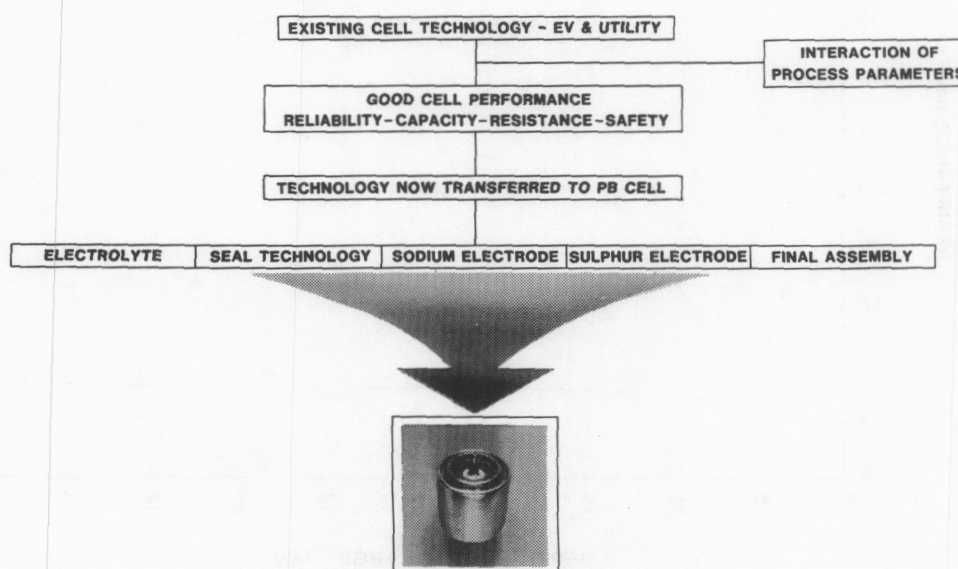 EXISTING CELL TECHNOLOGY - EV & UTILITY
INTERACTION OF
PROCESS PARAMETERS
GOOD CELL PERFORMANCE
RELIABILITY-CAPACITY-RESISTANCE-SAFETY
TECHNOLOGY NOW TRANSFERRED TO PB CELL
ELECTROLYTE
SEAL TECHNOLOGY
SODIUM ELECTRODE
SULPHUR ELECTRODE
FINAL ASSEMBLY